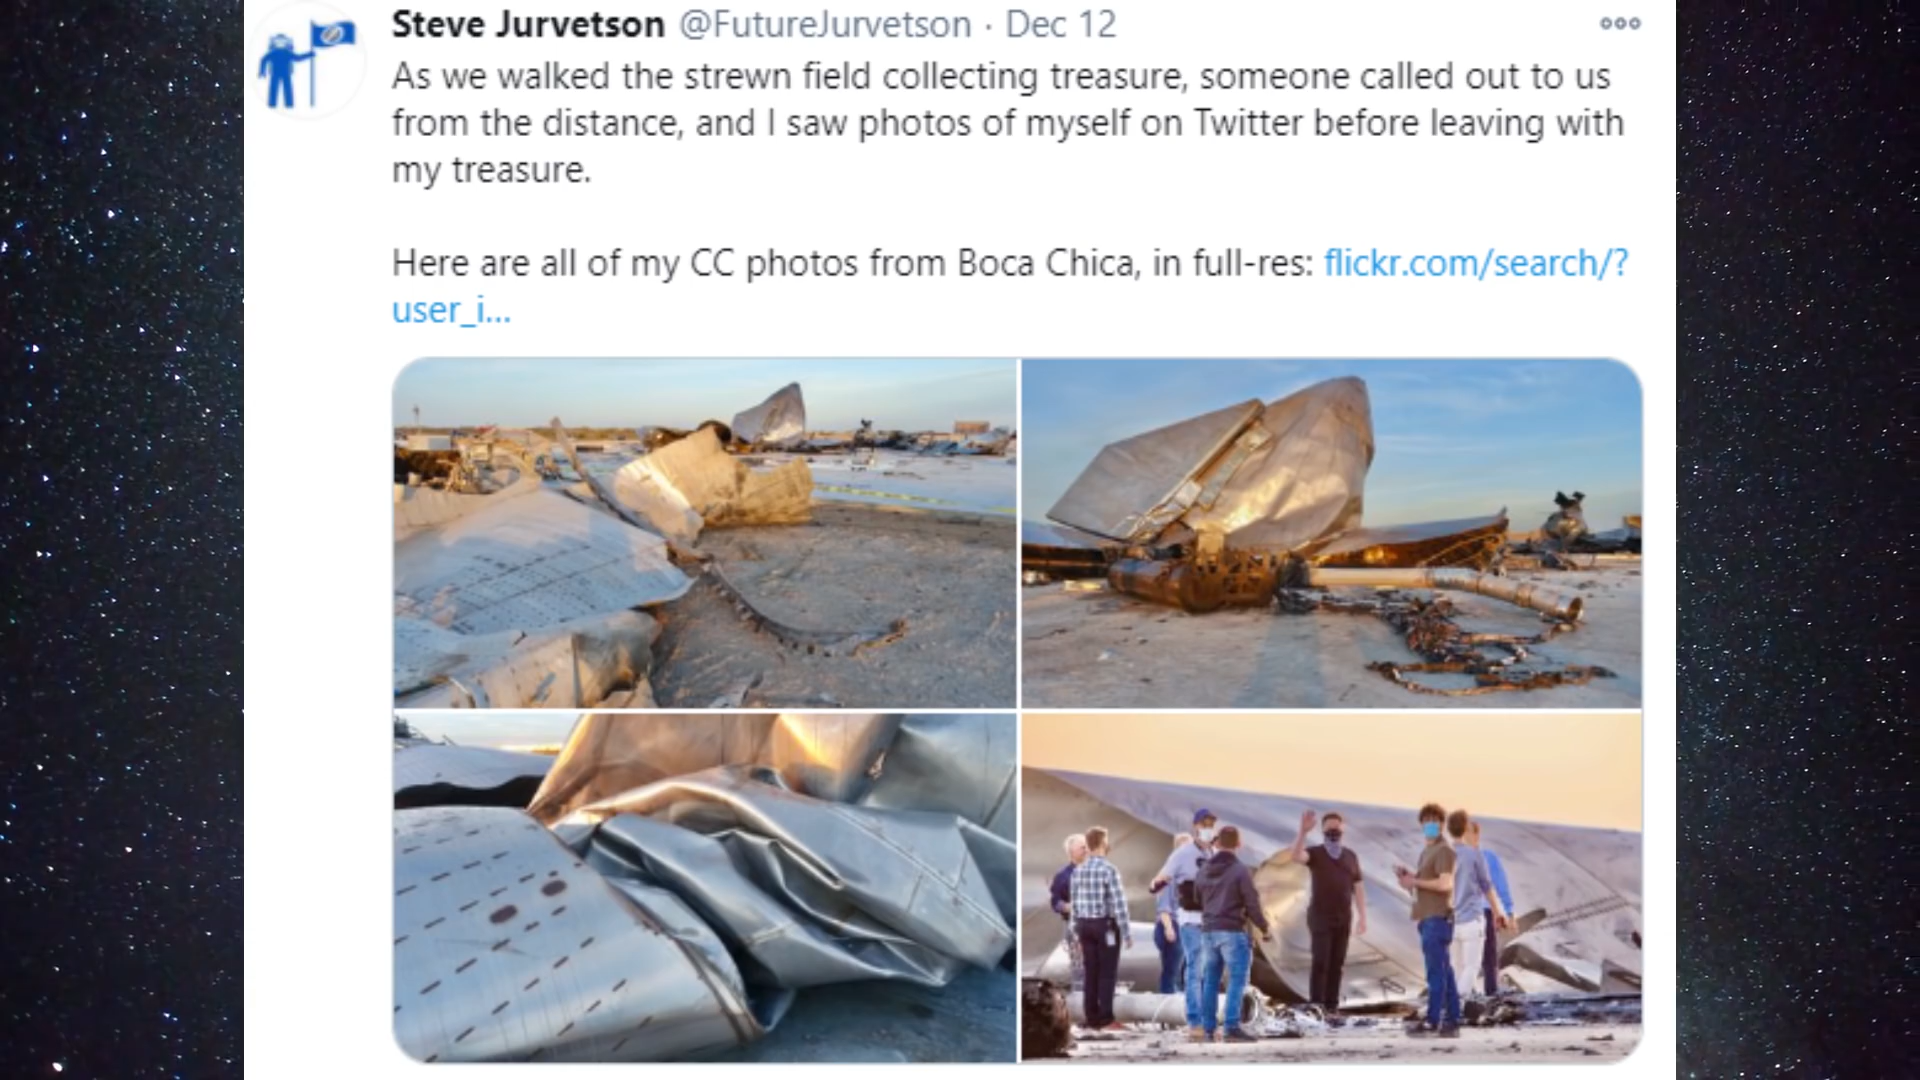 Steve Jurvetson @FutureJurvetson · Dec 12
As we walked the strewn field collecting treasure, someone called out to us
from the distance, and I saw photos of myself on Twitter before leaving with
my treasure.
Here are all of my CC photos from Boca Chica, in full-res: flickr.com/search/?
user_i...